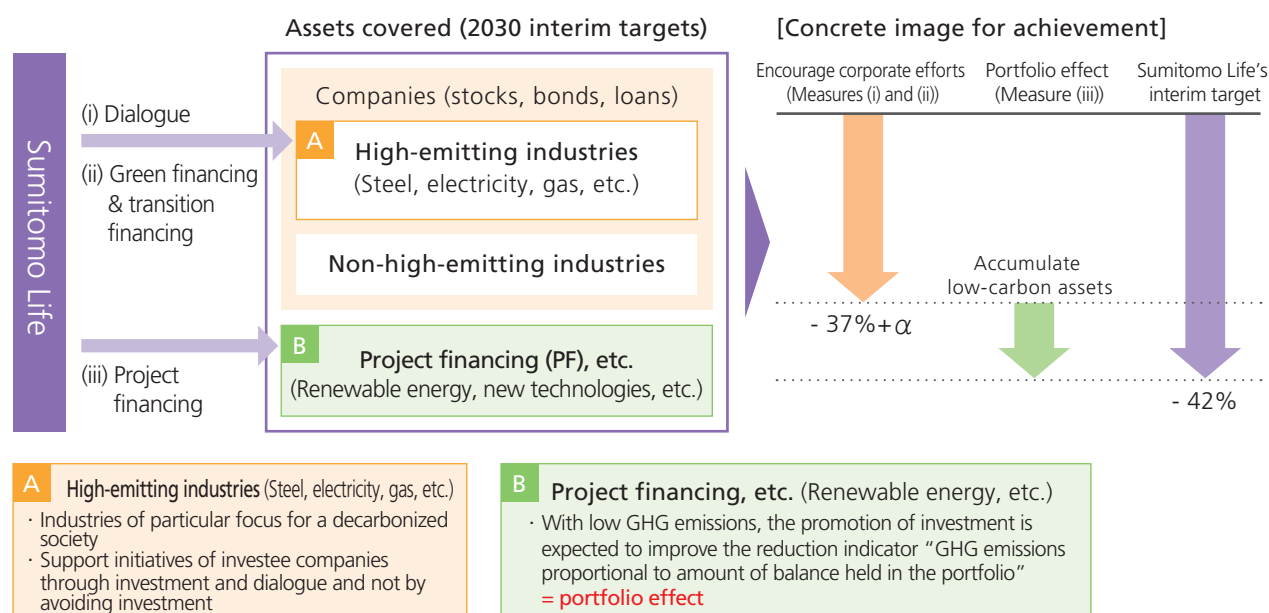 Assets covered (2030 interim targets)
[Concrete image for achievement]
Sumitomo Life
(i) Dialogue
(ii) Green financing
& transition
financing
(iii) Project
financing
Companies (stocks, bonds, loans)
A
High-emitting industries
(Steel, electricity, gas, etc.)
Non-high-emitting industries
B
Project financing (PF), etc.
(Renewable energy, new technologies, etc.)
Encourage corporate efforts
(Measures (i) and (ii))
Portfolio effect
(Measure (iii))
Sumitomo Life's
interim target
Accumulate
low-carbon assets
- 37%+α
- 42%
A High-emitting industries (Steel, electricity, gas, etc.)
· Industries of particular focus for a decarbonized
society
· Support initiatives of investee companies
through investment and dialogue and not by
avoiding investment
B Project financing, etc. (Renewable energy, etc.)
· With low GHG emissions, the promotion of investment is
expected to improve the reduction indicator “GHG emissions
proportional to amount of balance held in the portfolio”
= portfolio effect